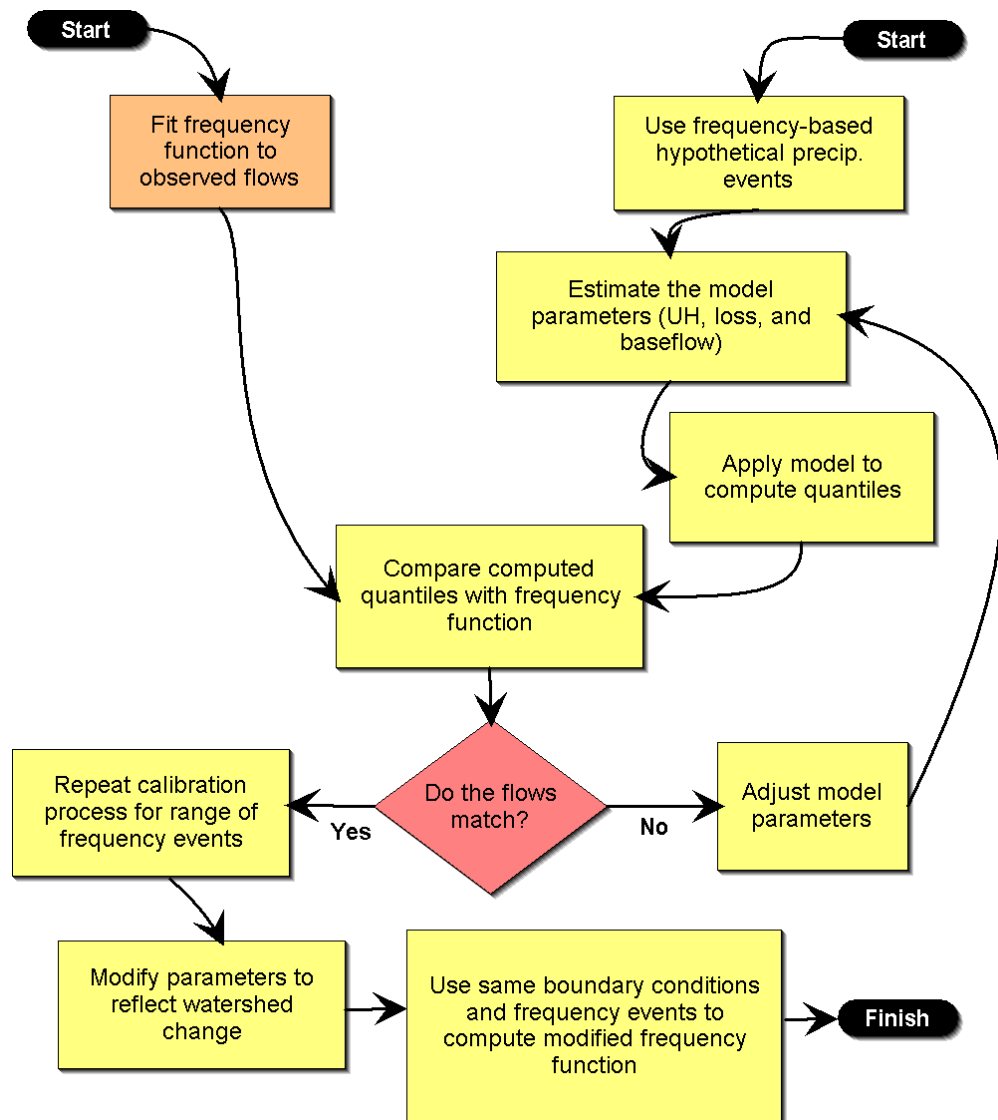 Start
Start
Fit frequency
function to
observed flows
Use frequency-based
hypothetical precip.
events
Estimate the model
parameters (UH, loss, and
baseflow)
Apply model to
compute quantiles
Compare computed
quantiles with frequency
function
Do the flows
match?
Yes
No
Repeat calibration
process for range of
frequency events
Adjust model
parameters
Modify parameters to
reflect watershed
change
Use same boundary conditions
and frequency events to
compute modified frequency
function
Finish